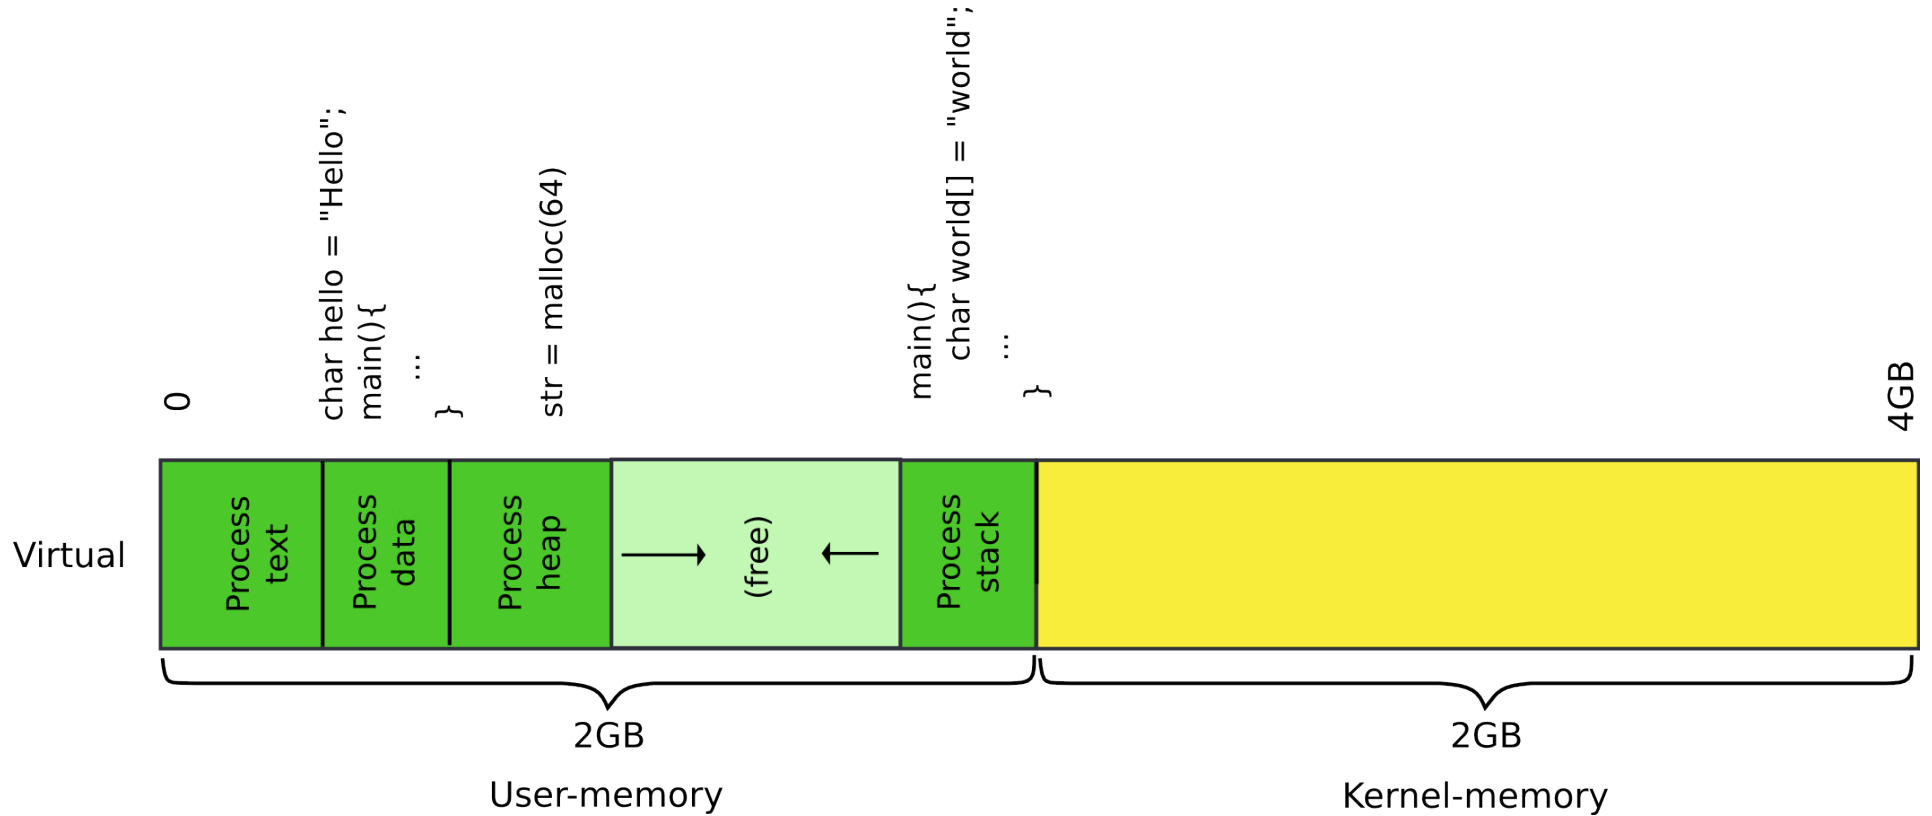 0
char hello = "Hello";
main(){
...
}
str = malloc(64)
main(){
char world[] = "world";
...
}
4GB
Virtual
Process
text
Process
data
Process
heap
(free)
Process
stack
2GB
User-memory
2GB
Kernel-memory